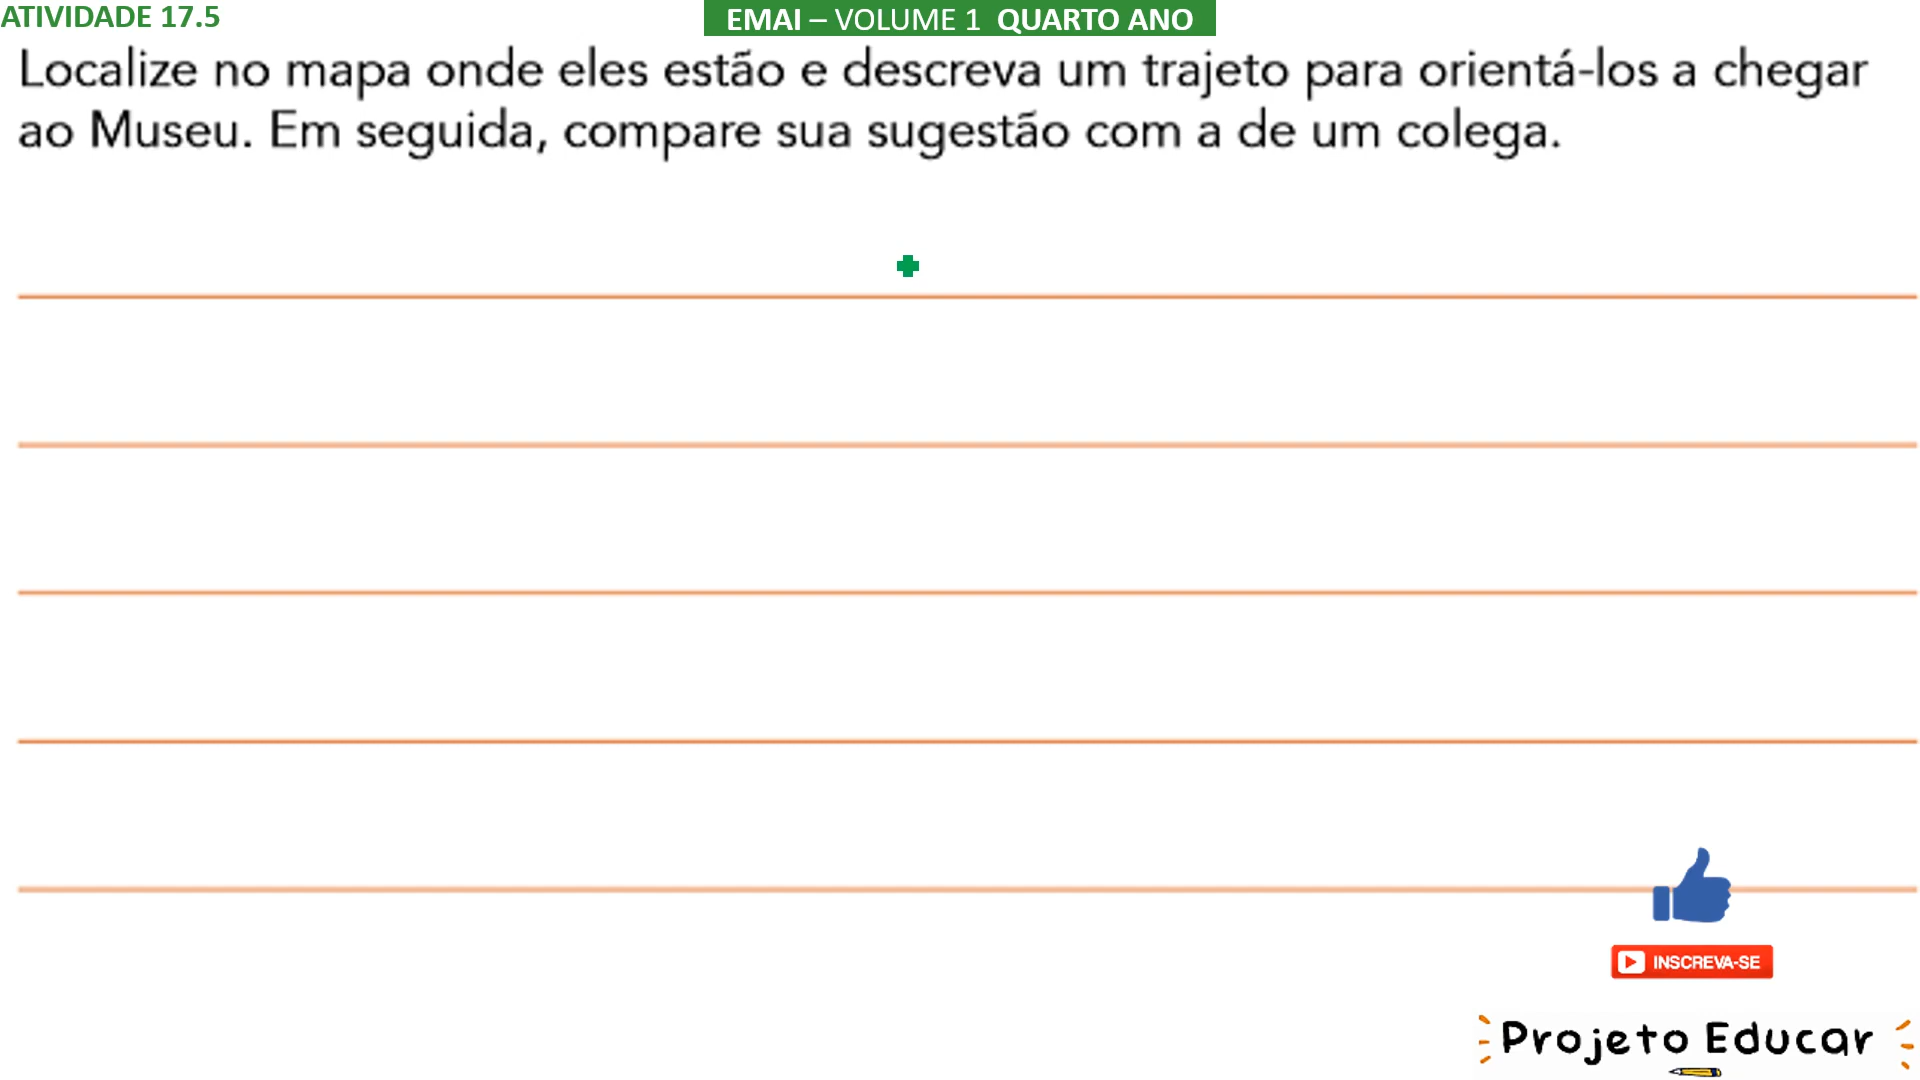 ATIVIDADE 17.5
EMAI – VOLUME 1 QUARTO ANO
Localize no mapa onde eles estão e descreva um trajeto para orientá-los a chegar
ao Museu. Em seguida, compare sua sugestão com a de um colega.
INSCREVA-SE
Projeto Educar